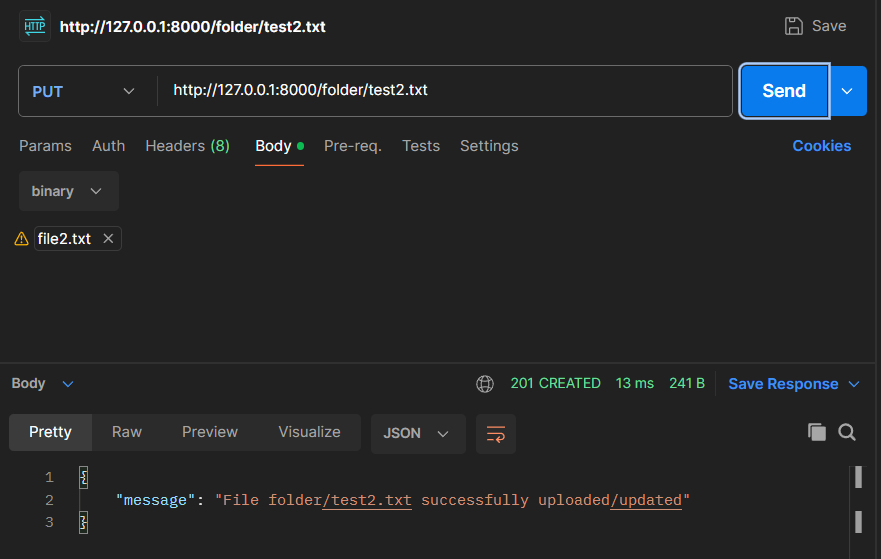 HTTP http://127.0.0.1:8000/folder/test2.txt Save
PUT http://127.0.0.1:8000/folder/test2.txt Send
Params Auth Headers (8) Body Pre-req. Tests Settings Cookies
binary
file2.txt
Body 201 CREATED 13 ms 241 B Save Response
Pretty Raw Preview Visualize JSON
1 {
2 "message": "File folder/test2.txt successfully uploaded/updated"
3 }